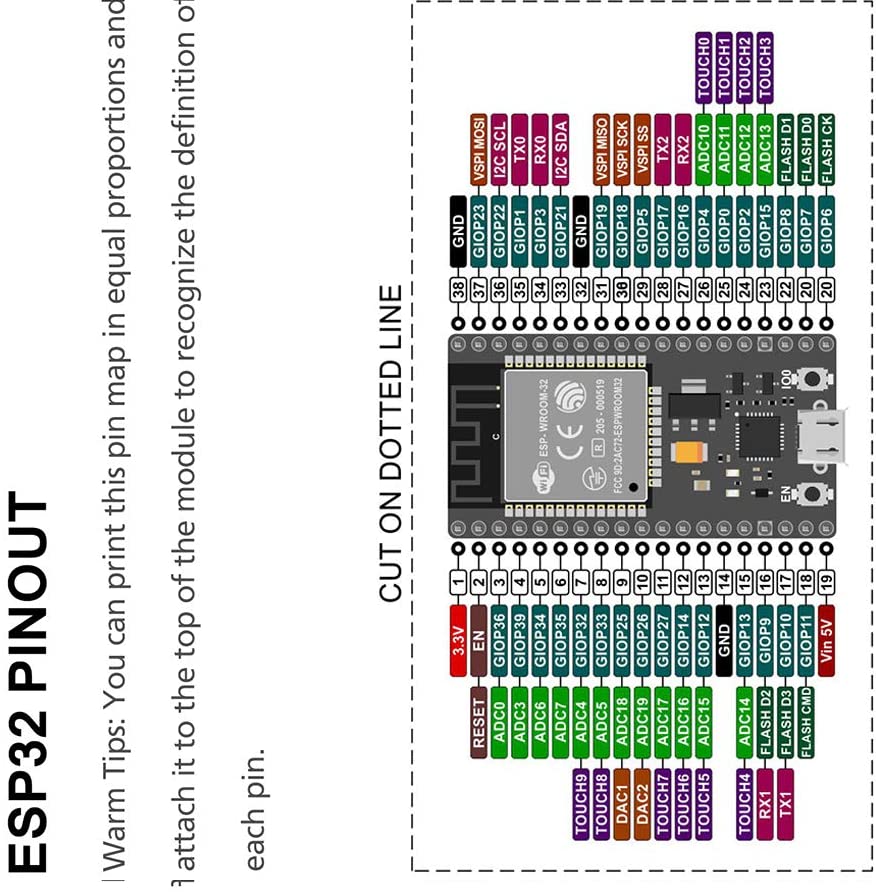 ESP32 PINOUT
Warm Tips: You can print this pin map in equal proportions and
attach it to the top of the module to recognize the definition of
each pin.
CUT ON DOTTED LINE
3.3V 1
RESET EN 2
ADC0 GIOP36 3
ADC3 GIOP39 4
ADC6 GIOP34 5
ADC7 GIOP35 6
TOUCH9 ADC4 GIOP32 7
TOUCH8 ADC5 GIOP33 8
DAC1 ADC18 GIOP25 9
DAC2 ADC19 GIOP26 10
TOUCH7 ADC17 GIOP27 11
TOUCH6 ADC16 GIOP14 12
TOUCH5 ADC15 GIOP12 13
GND 14
TOUCH4 ADC14 GIOP13 15
RX1 FLASH D2 GIOP9 16
TX1 FLASH D3 GIOP10 17
FLASH CMD GIOP11 18
Vin 5V 19
C
WiFi ESP- WROOM-32
CE
R 205 - 000519
FCC 9D:2AC72-ESPWROOM32
EN
IO0
38 GND
37 GIOP23 VSPI MOSI
36 GIOP22 I2C SCL
35 GIOP1 TX0
34 GIOP3 RX0
33 GIOP21 I2C SDA
32 GND
31 GIOP19 VSPI MISO
30 GIOP18 VSPI SCK
29 GIOP5 VSPI SS
28 GIOP17 TX2
27 GIOP16 RX2
26 GIOP4 ADC10 TOUCH0
25 GIOP0 ADC11 TOUCH1
24 GIOP2 ADC12 TOUCH2
23 GIOP15 ADC13 TOUCH3
22 GIOP8 FLASH D1
20 GIOP7 FLASH D0
20 GIOP6 FLASH CK